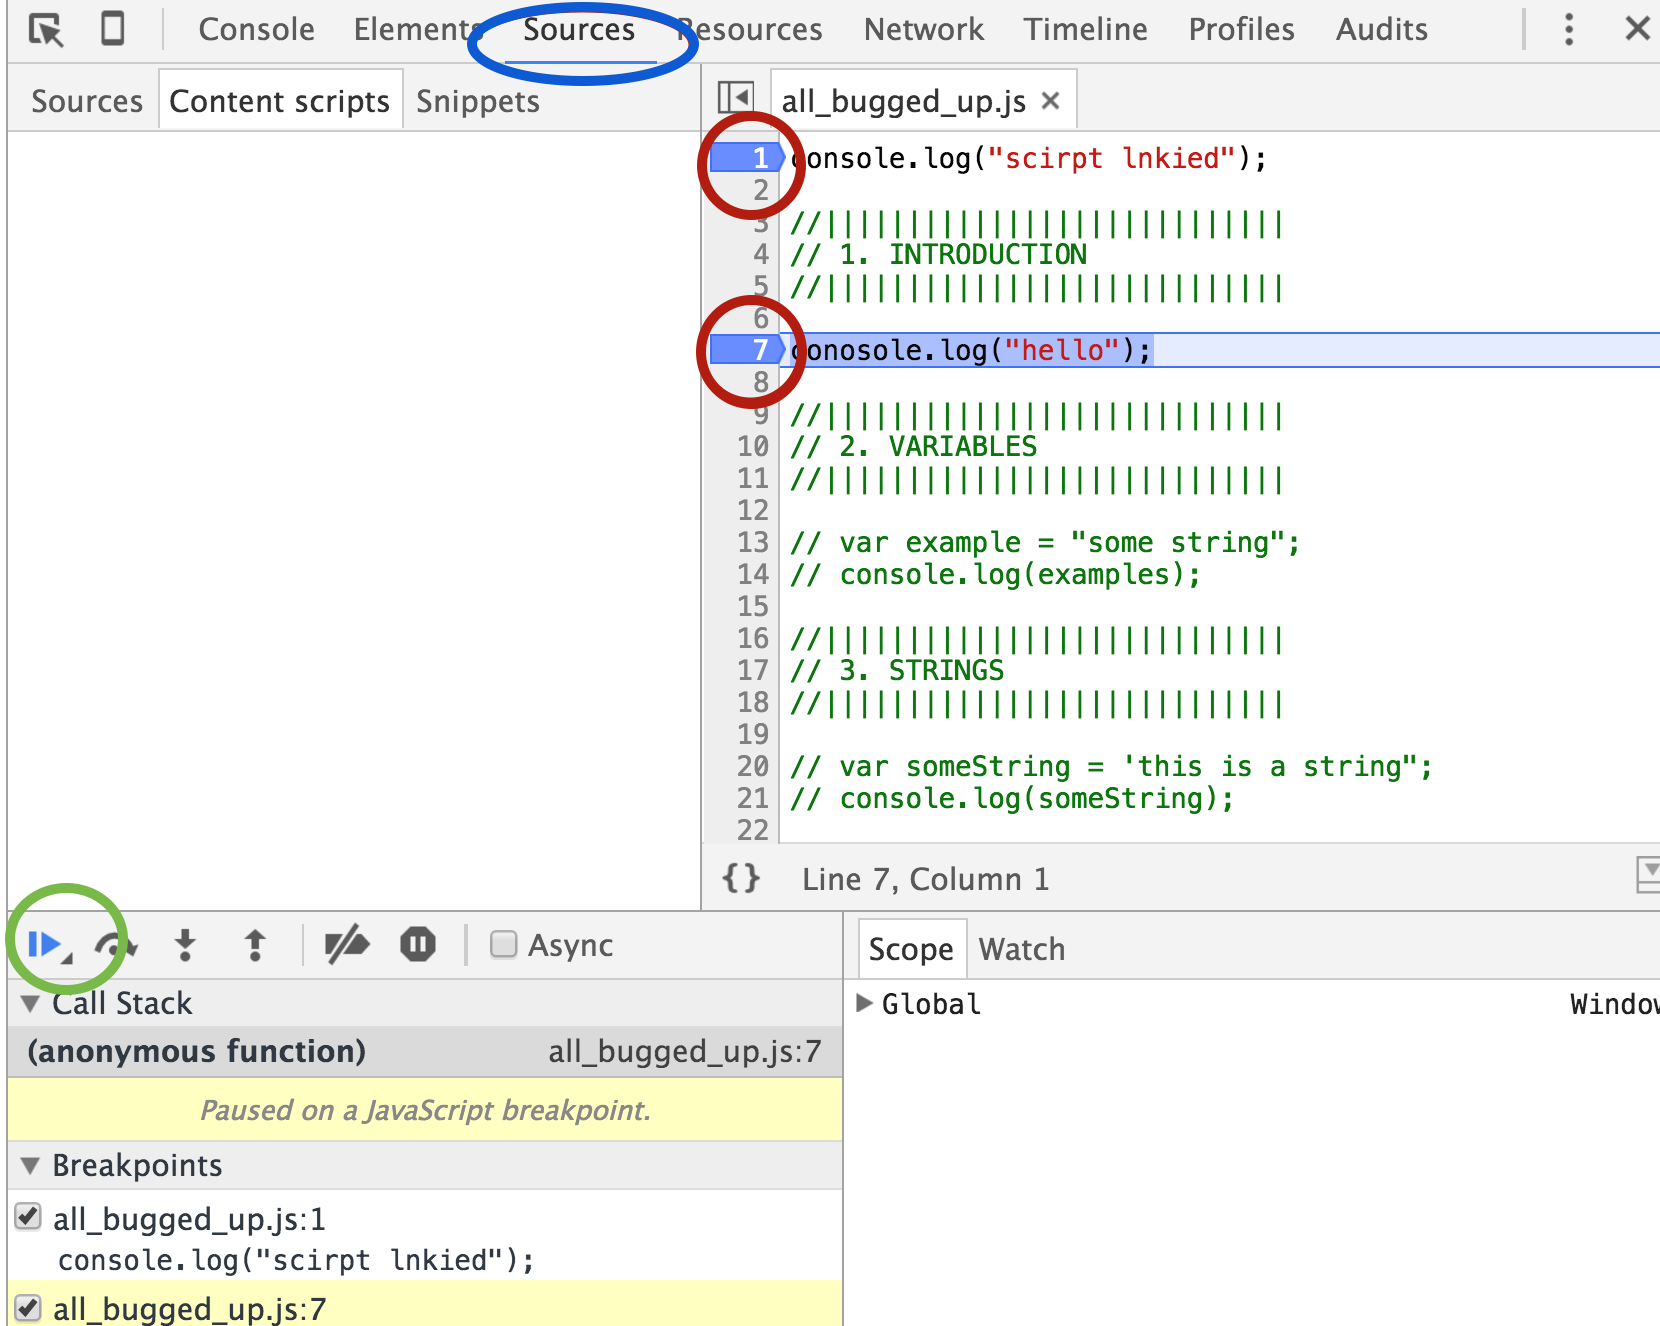 Console Elements Sources Resources Network Timeline Profiles Audits
Sources Content scripts Snippets
all_bugged_up.js ×
1 console.log("scirpt lnkied");
2
3 //||||||||||||||||||||||||||||
4 // 1. INTRODUCTION
5 //||||||||||||||||||||||||||||
6
7 conosole.log("hello");
8
9 //||||||||||||||||||||||||||||
10 // 2. VARIABLES
11 //||||||||||||||||||||||||||||
12
13 // var example = "some string";
14 // console.log(examples);
15
16 //||||||||||||||||||||||||||||
17 // 3. STRINGS
18 //||||||||||||||||||||||||||||
19
20 // var someString = 'this is a string";
21 // console.log(someString);
22
{} Line 7, Column 1
Async
Call Stack
(anonymous function) all_bugged_up.js:7
Paused on a JavaScript breakpoint.
Breakpoints
all_bugged_up.js:1
console.log("scirpt lnkied");
all_bugged_up.js:7
Scope Watch
Global Window